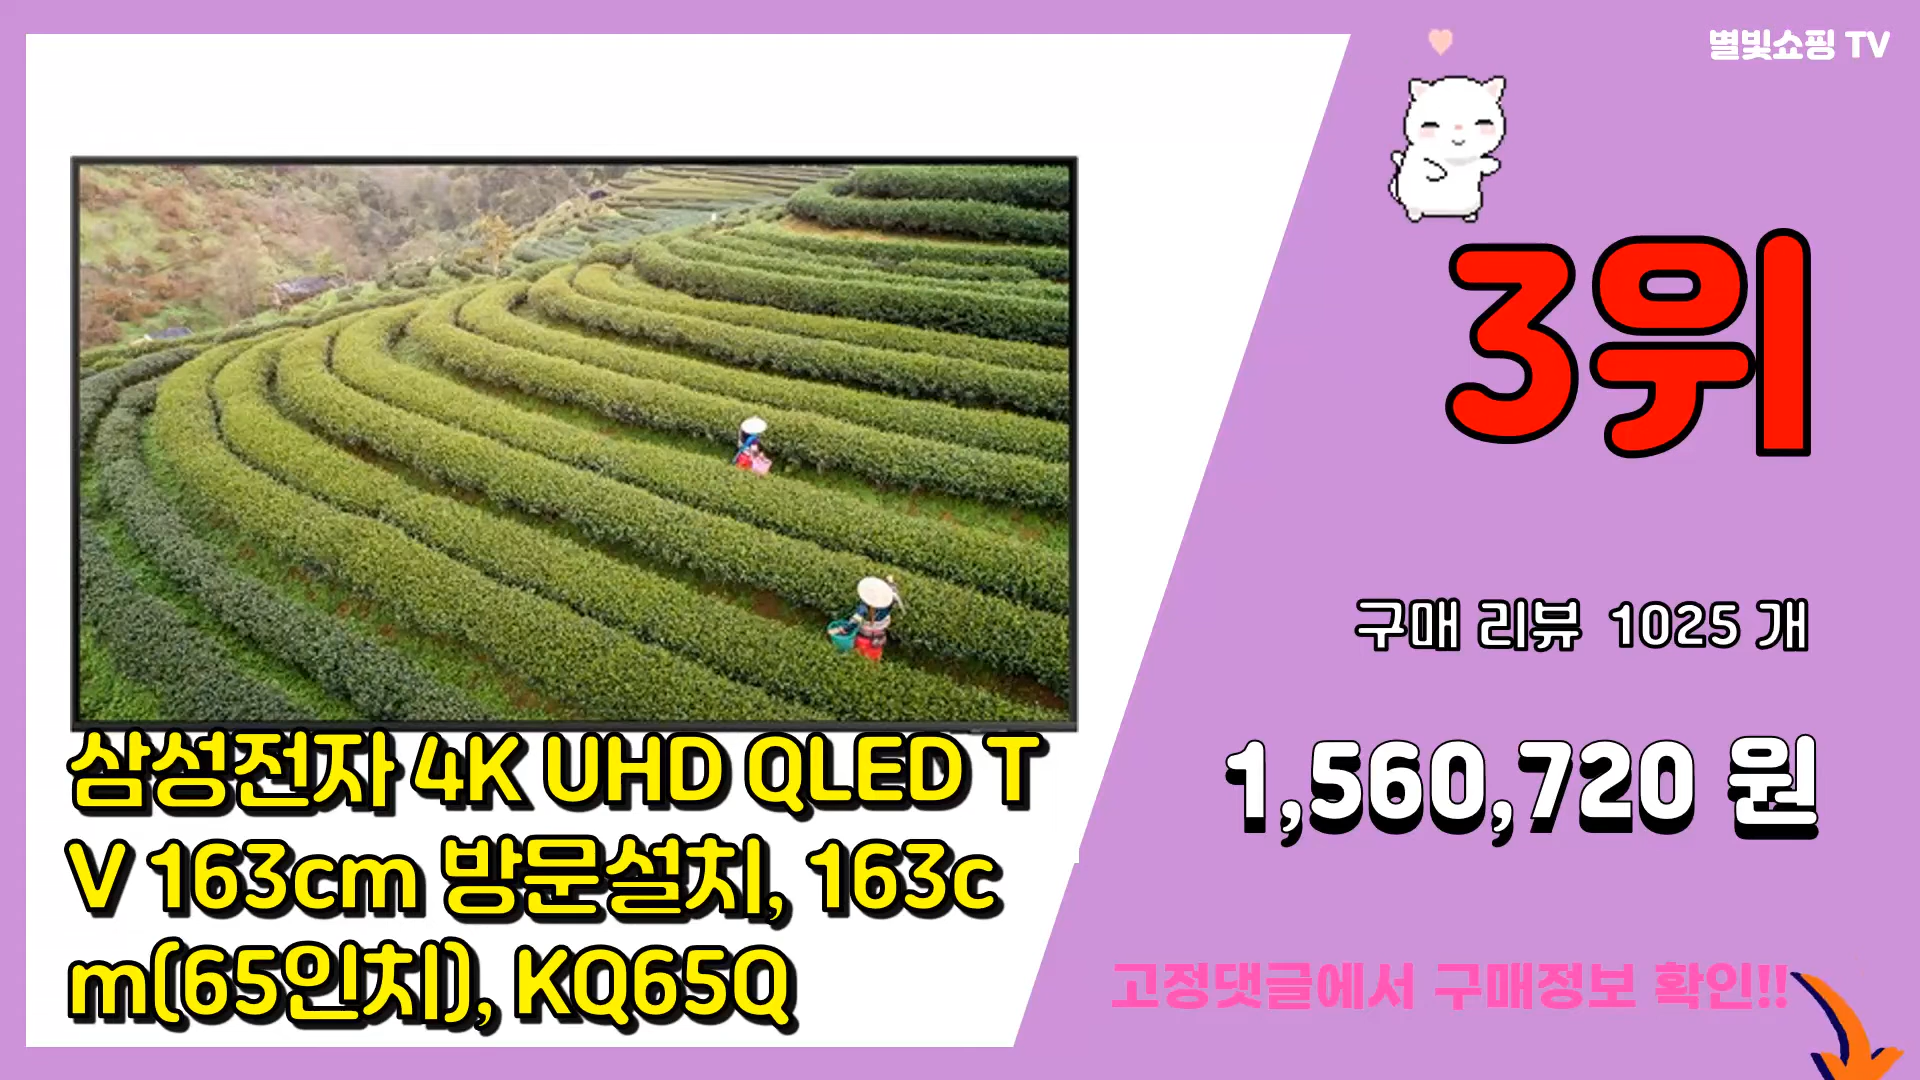 별빛쇼핑 TV
3위
구매 리뷰 1025 개
1,560,720 원
삼성전자 4K UHD QLED T
V 163cm 방문설치, 163c
m(65인치), KQ65Q
고정댓글에서 구매정보 확인!!